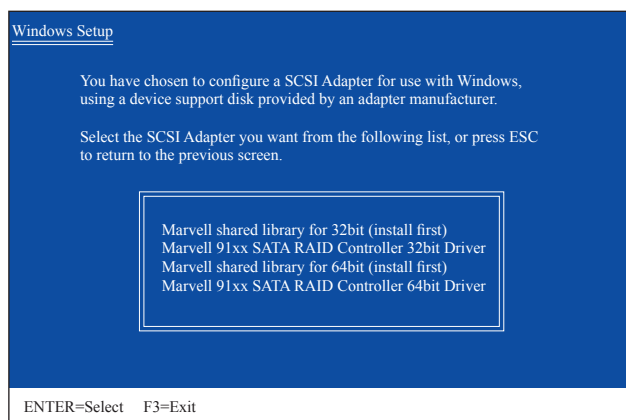 Windows Setup
You have chosen to configure a SCSI Adapter for use with Windows,
using a device support disk provided by an adapter manufacturer.
Select the SCSI Adapter you want from the following list, or press ESC
to return to the previous screen.
Marvell shared library for 32bit (install first)
Marvell 91xx SATA RAID Controller 32bit Driver
Marvell shared library for 64bit (install first)
Marvell 91xx SATA RAID Controller 64bit Driver
ENTER=Select F3=Exit